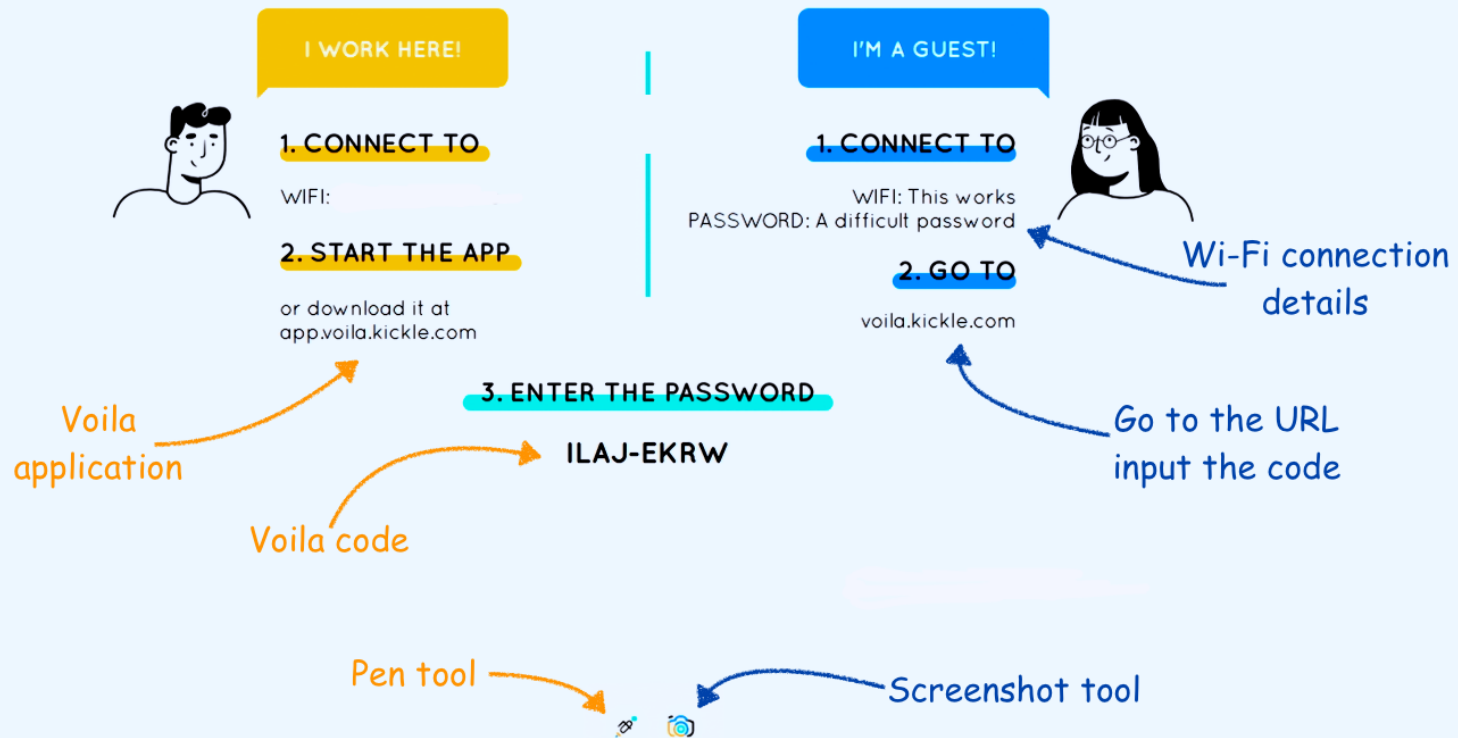 I WORK HERE!
1. CONNECT TO
WIFI:
2. START THE APP
or download it at
app.voila.kickle.com
I'M A GUEST!
1. CONNECT TO
WIFI: This works
PASSWORD: A difficult password
2. GO TO
voila.kickle.com
3. ENTER THE PASSWORD
ILAJ-EKRW
Voila
application
Voila code
Wi-Fi connection
details
Go to the URL
input the code
Pen tool
Screenshot tool